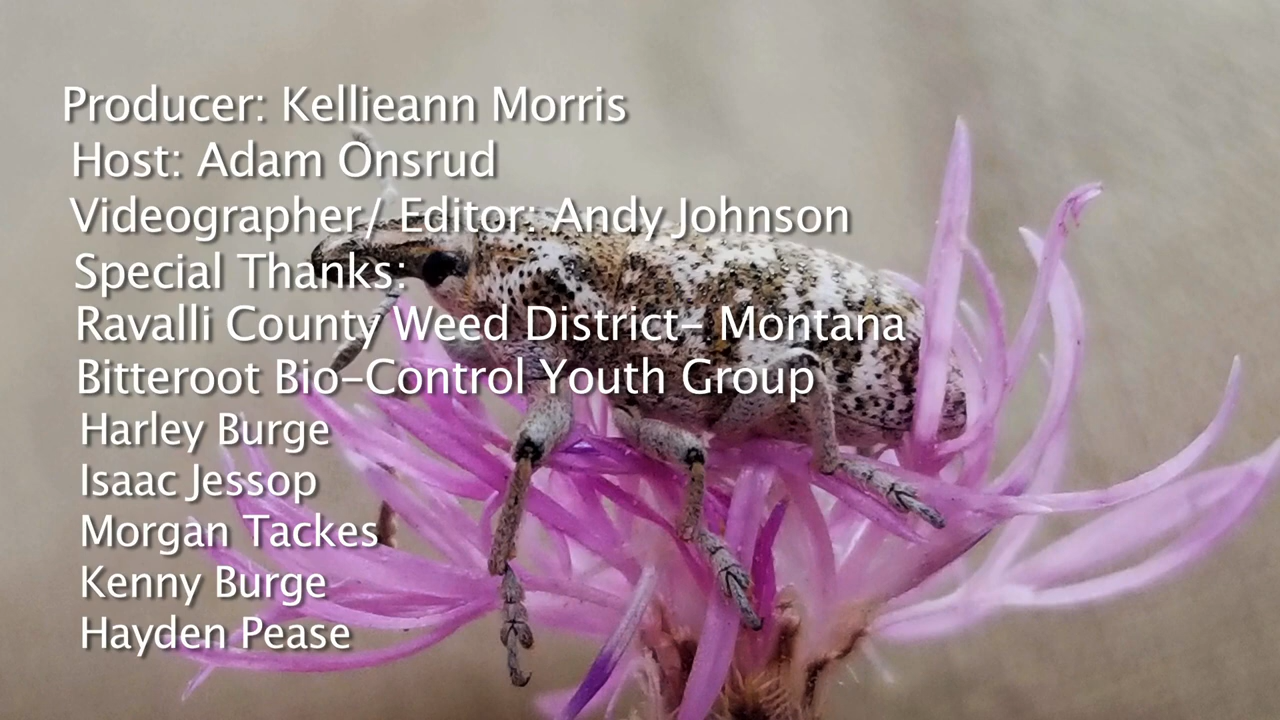 Producer: Kellieann Morris
Host: Adam Onsrud
Videographer/ Editor: Andy Johnson
Special Thanks:
Ravalli County Weed District- Montana
Bitteroot Bio-Control Youth Group
Harley Burge
Isaac Jessop
Morgan Tackes
Kenny Burge
Hayden Pease